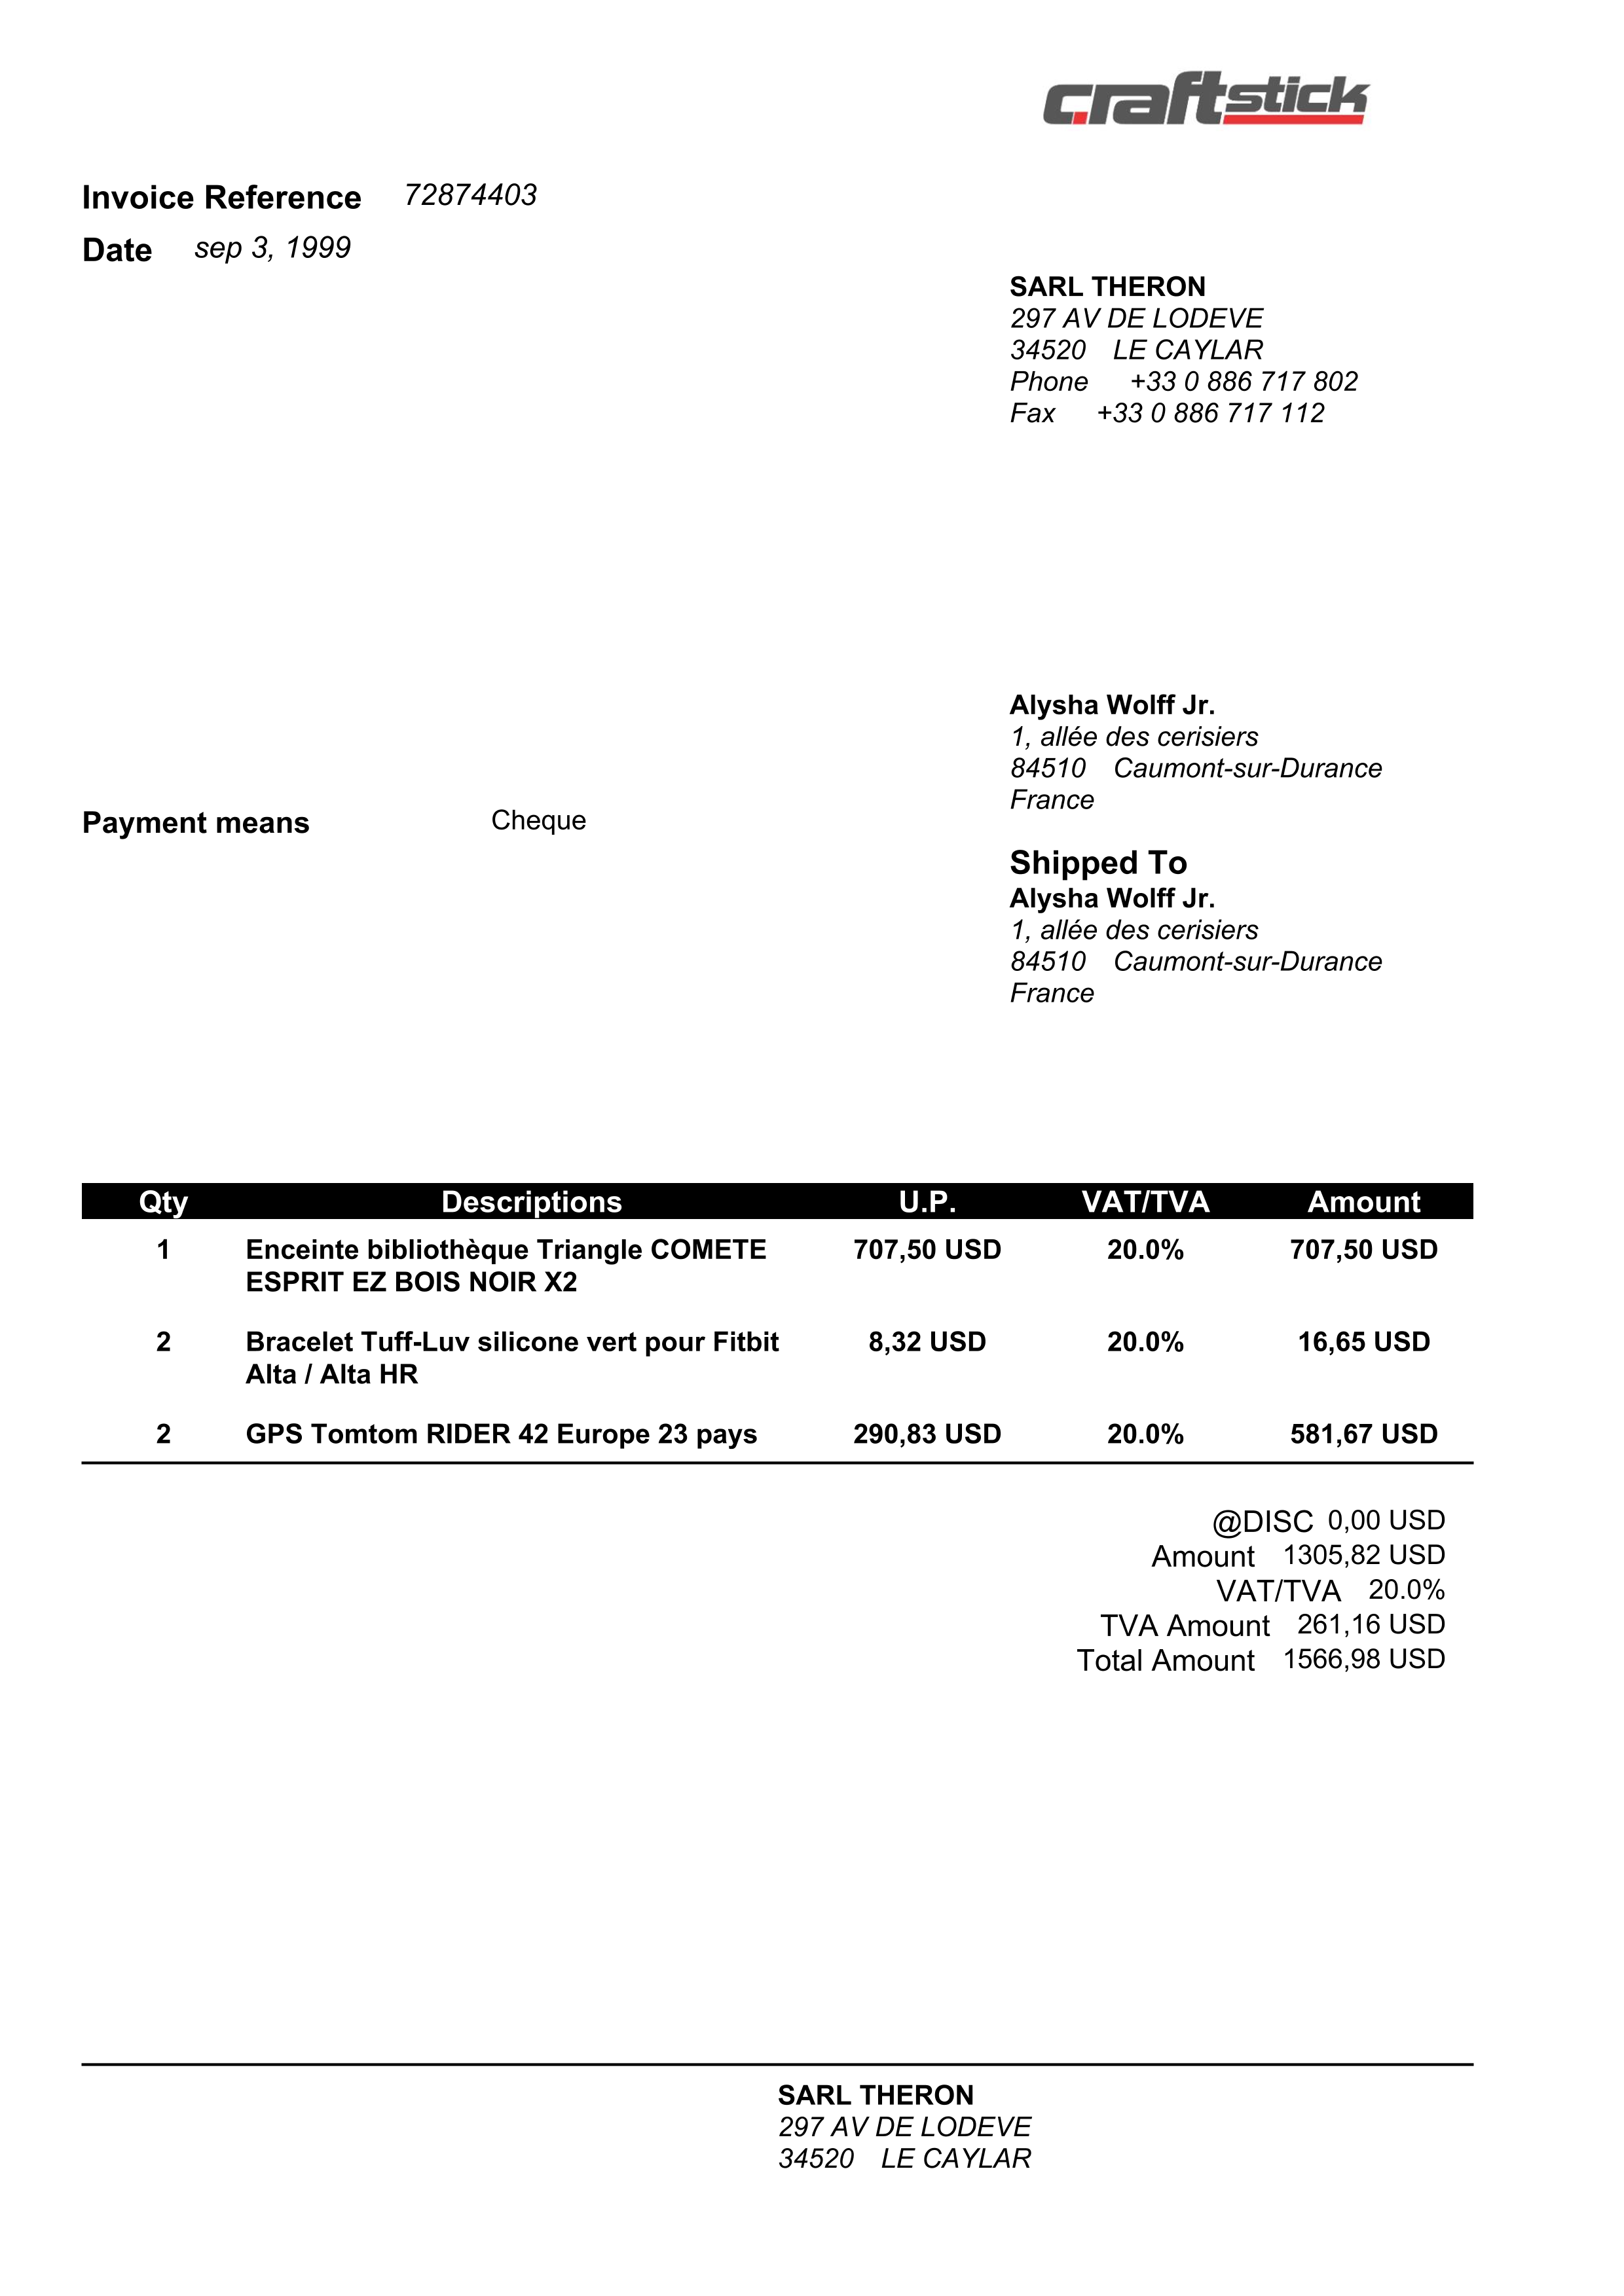 craftstick
Invoice Reference 72874403
Date sep 3, 1999
SARL THERON
297 AV DE LODEVE
34520 LE CAYLAR
Phone +33 0 886 717 802
Fax +33 0 886 717 112
Alysha Wolff Jr.
1, allée des cerisiers
84510 Caumont-sur-Durance
France
Payment means Cheque
Shipped To
Alysha Wolff Jr.
1, allée des cerisiers
84510 Caumont-sur-Durance
France
Qty Descriptions U.P. VAT/TVA Amount
1 Enceinte bibliothèque Triangle COMETE 707,50 USD 20.0% 707,50 USD
ESPRIT EZ BOIS NOIR X2
2 Bracelet Tuff-Luv silicone vert pour Fitbit 8,32 USD 20.0% 16,65 USD
Alta / Alta HR
2 GPS Tomtom RIDER 42 Europe 23 pays 290,83 USD 20.0% 581,67 USD
@DISC 0,00 USD
Amount 1305,82 USD
VAT/TVA 20.0%
TVA Amount 261,16 USD
Total Amount 1566,98 USD
SARL THERON
297 AV DE LODEVE
34520 LE CAYLAR